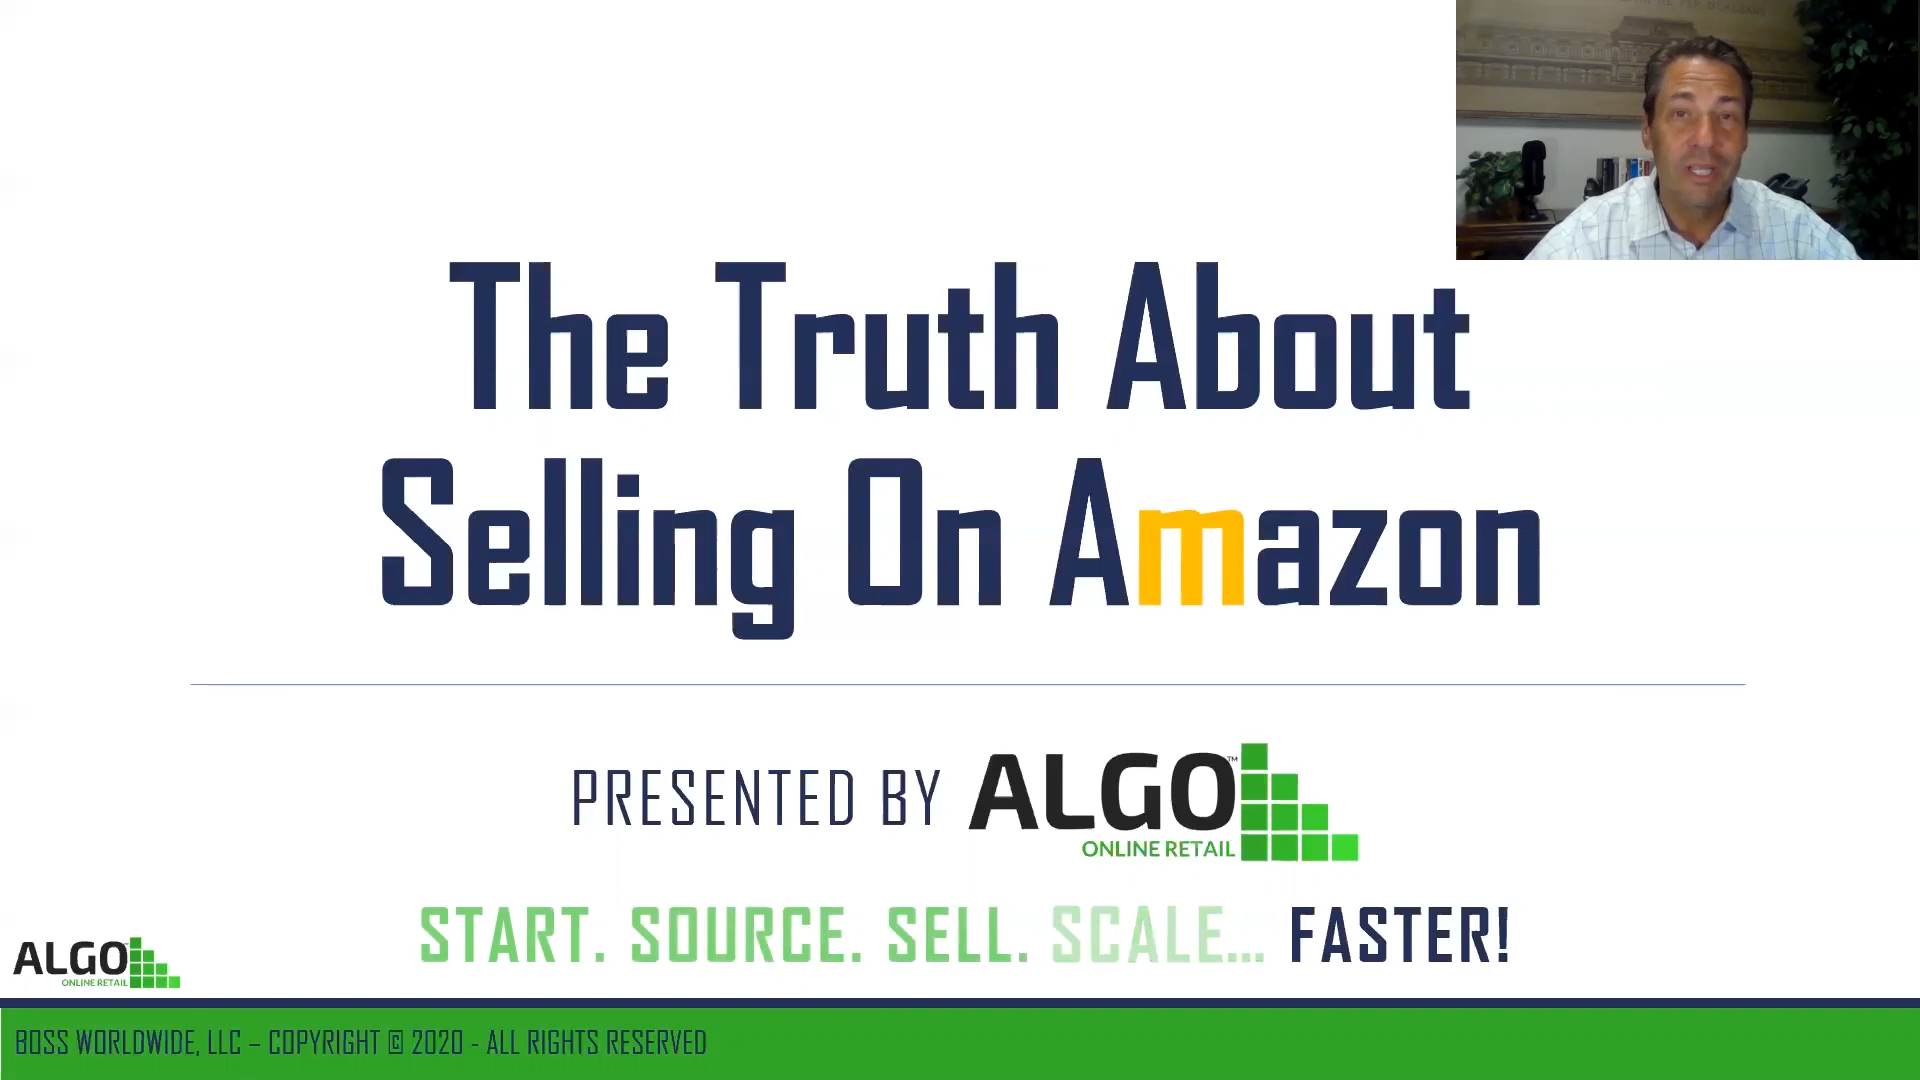 The Truth About
Selling On Amazon
PRESENTED BY ALGO™
ONLINE RETAIL
START. SOURCE. SELL. SCALE... FASTER!
ALGO
ONLINE RETAIL
BOSS WORLDWIDE, LLC – COPYRIGHT © 2020 - ALL RIGHTS RESERVED